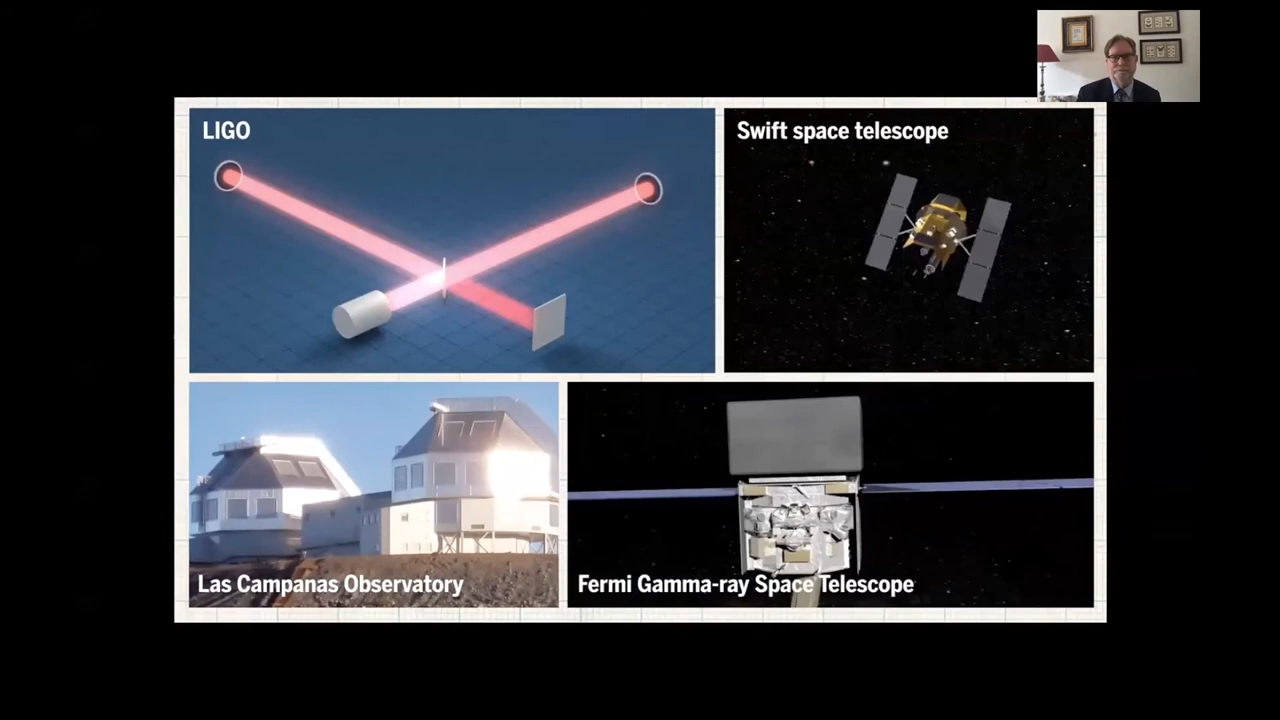 LIGO
Swift space telescope
Las Campanas Observatory
Fermi Gamma-ray Space Telescope